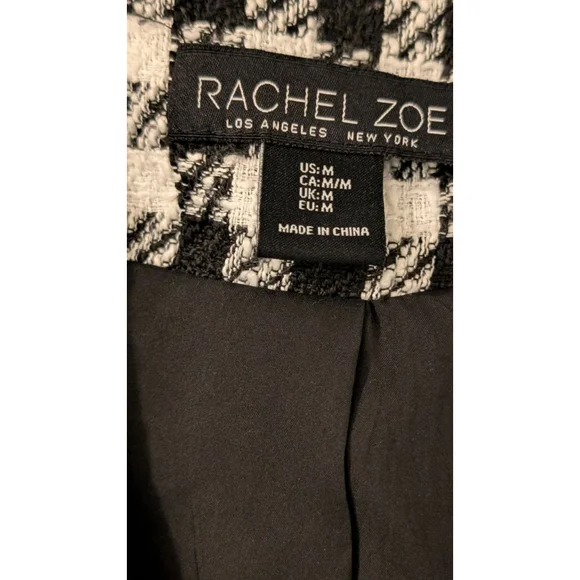 RACHEL ZOE
LOS ANGELES NEW YORK
US: M
CA: M/M
UK: M
EU: M
MADE IN CHINA